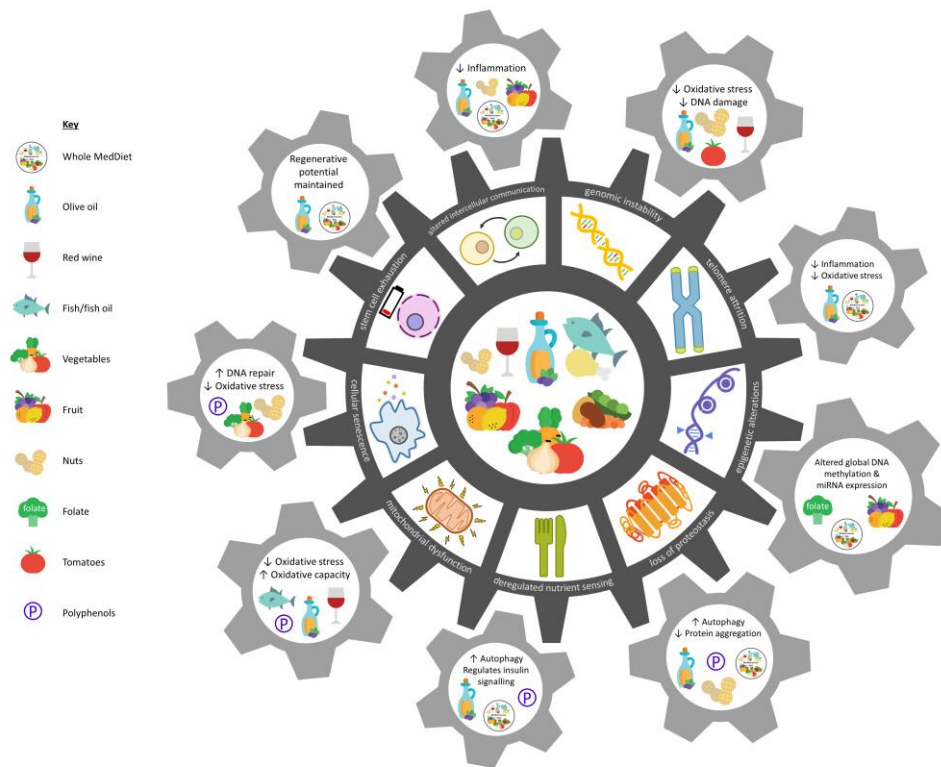 Key
Whole MedDiet
Olive oil
Red wine
Fish/fish oil
Vegetables
Fruit
Nuts
folate
Folate
Tomatoes
P
Polyphenols
↓ Inflammation
↓ Oxidative stress
↓ DNA damage
Regenerative
potential
maintained
↓ Inflammation
↓ Oxidative stress
↑ DNA repair
↓ Oxidative stress
P
Altered global DNA
methylation &
miRNA expression
folate
↓ Oxidative stress
↑ Oxidative capacity
P
↑ Autophagy
Regulates insulin
signalling
P
↑ Autophagy
↓ Protein aggregation
P
altered intercellular communication
genomic instability
telomere attrition
epigenetic alterations
loss of proteostasis
deregulated nutrient sensing
mitochondrial dysfunction
cellular senescence
stem cell exhaustion